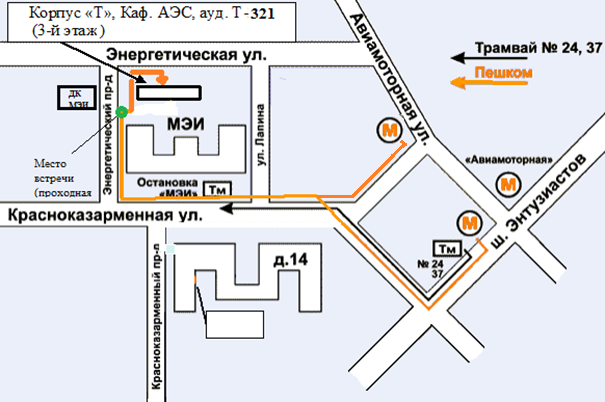 Корпус «Т», Каф. АЭС, ауд. Т-321
(3-й этаж)
Энергетическая ул.
Авиамоторная ул.
Трамвай № 24, 37
Пешком
ДК
МЭИ
Энергетический пр-д
МЭИ
ул. Лапина
М
«Авиамоторная»
М
Место
встречи
(проходная
Остановка
«МЭИ»
Тм
Красноказарменная ул.
М
ш. Энтузиастов
Тм
№ 24
37
д.14
Красноказарменный пр-п